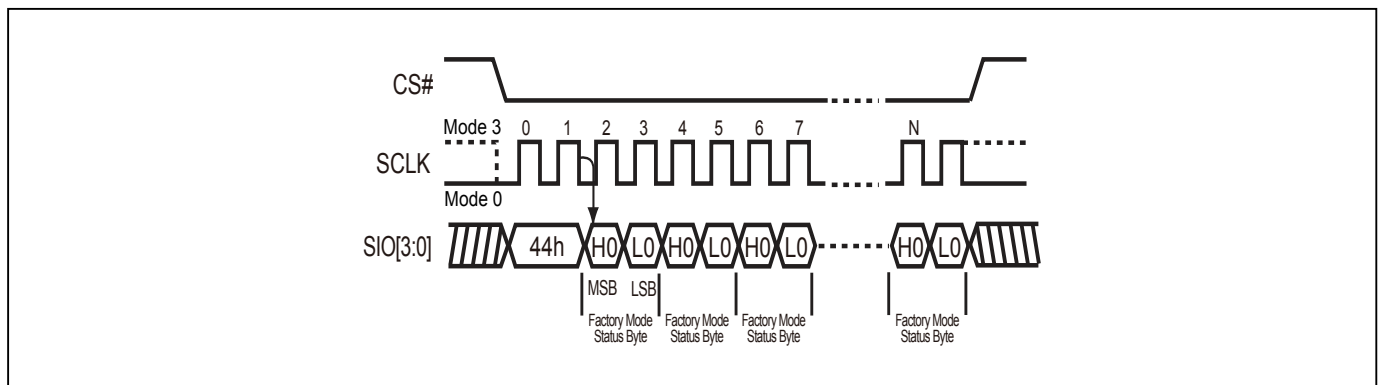 CS#
Mode 3 0 1 2 3 4 5 6 7 N
SCLK
Mode 0
SIO[3:0] 44h H0 L0 H0 L0 H0 L0 H0 L0
MSB LSB
Factory Mode Factory Mode Factory Mode Factory Mode
Status Byte Status Byte Status Byte Status Byte